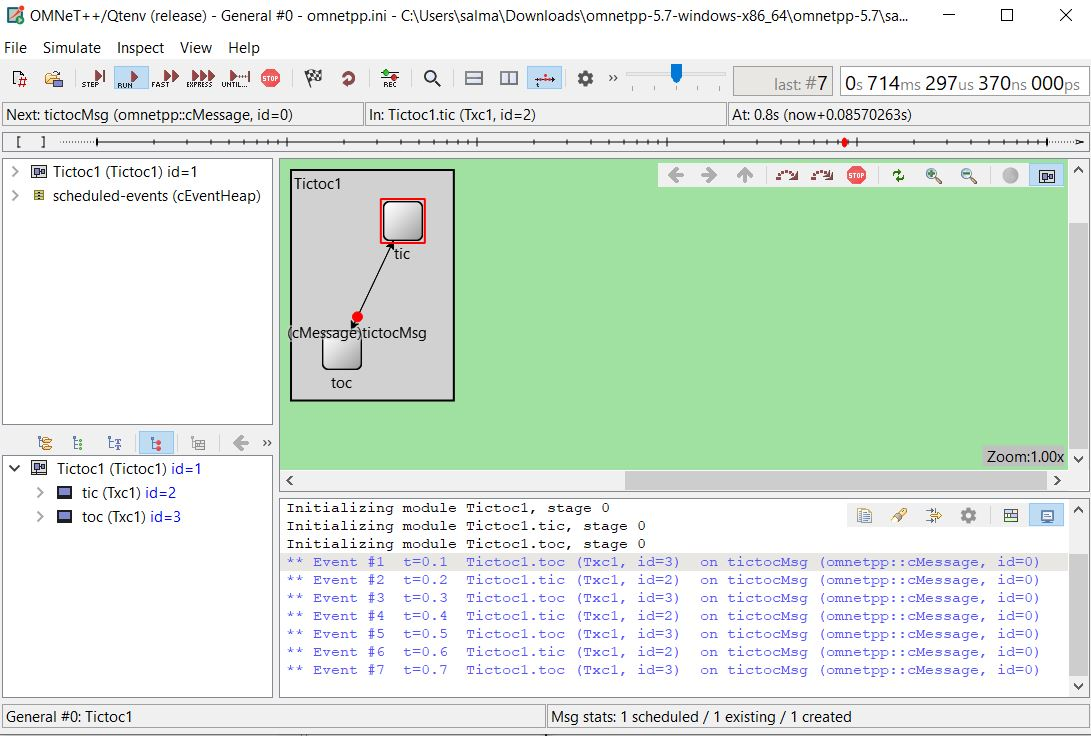 OMNeT++/Qtenv (release) - General #0 - omnetpp.ini - C:\Users\salma\Downloads\omnetpp-5.7-windows-x86_64\omnetpp-5.7\sa...
File Simulate Inspect View Help
STEP RUN FAST EXPRESS UNTIL... STOP REC » last: #7 0s 714ms 297us 370ns 000ps
Next: tictocMsg (omnetpp::cMessage, id=0) In: Tictoc1.tic (Txc1, id=2) At: 0.8s (now+0.08570263s)
[ ]
Tictoc1 (Tictoc1) id=1
scheduled-events (cEventHeap)
»
Tictoc1 (Tictoc1) id=1
tic (Txc1) id=2
toc (Txc1) id=3
STOP
Tictoc1
tic
(cMessage)tictocMsg
toc
Zoom:1.00x
Initializing module Tictoc1, stage 0
Initializing module Tictoc1.tic, stage 0
Initializing module Tictoc1.toc, stage 0
** Event #1 t=0.1 Tictoc1.toc (Txc1, id=3) on tictocMsg (omnetpp::cMessage, id=0)
** Event #2 t=0.2 Tictoc1.tic (Txc1, id=2) on tictocMsg (omnetpp::cMessage, id=0)
** Event #3 t=0.3 Tictoc1.toc (Txc1, id=3) on tictocMsg (omnetpp::cMessage, id=0)
** Event #4 t=0.4 Tictoc1.tic (Txc1, id=2) on tictocMsg (omnetpp::cMessage, id=0)
** Event #5 t=0.5 Tictoc1.toc (Txc1, id=3) on tictocMsg (omnetpp::cMessage, id=0)
** Event #6 t=0.6 Tictoc1.tic (Txc1, id=2) on tictocMsg (omnetpp::cMessage, id=0)
** Event #7 t=0.7 Tictoc1.toc (Txc1, id=3) on tictocMsg (omnetpp::cMessage, id=0)
General #0: Tictoc1 Msg stats: 1 scheduled / 1 existing / 1 created